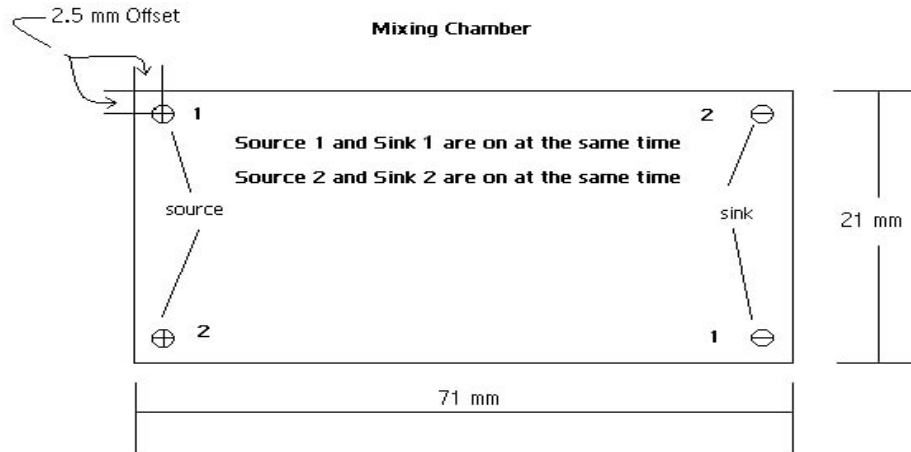 2.5 mm Offset
Mixing Chamber
1
2
Source 1 and Sink 1 are on at the same time
Source 2 and Sink 2 are on at the same time
source
sink
21 mm
2
1
71 mm